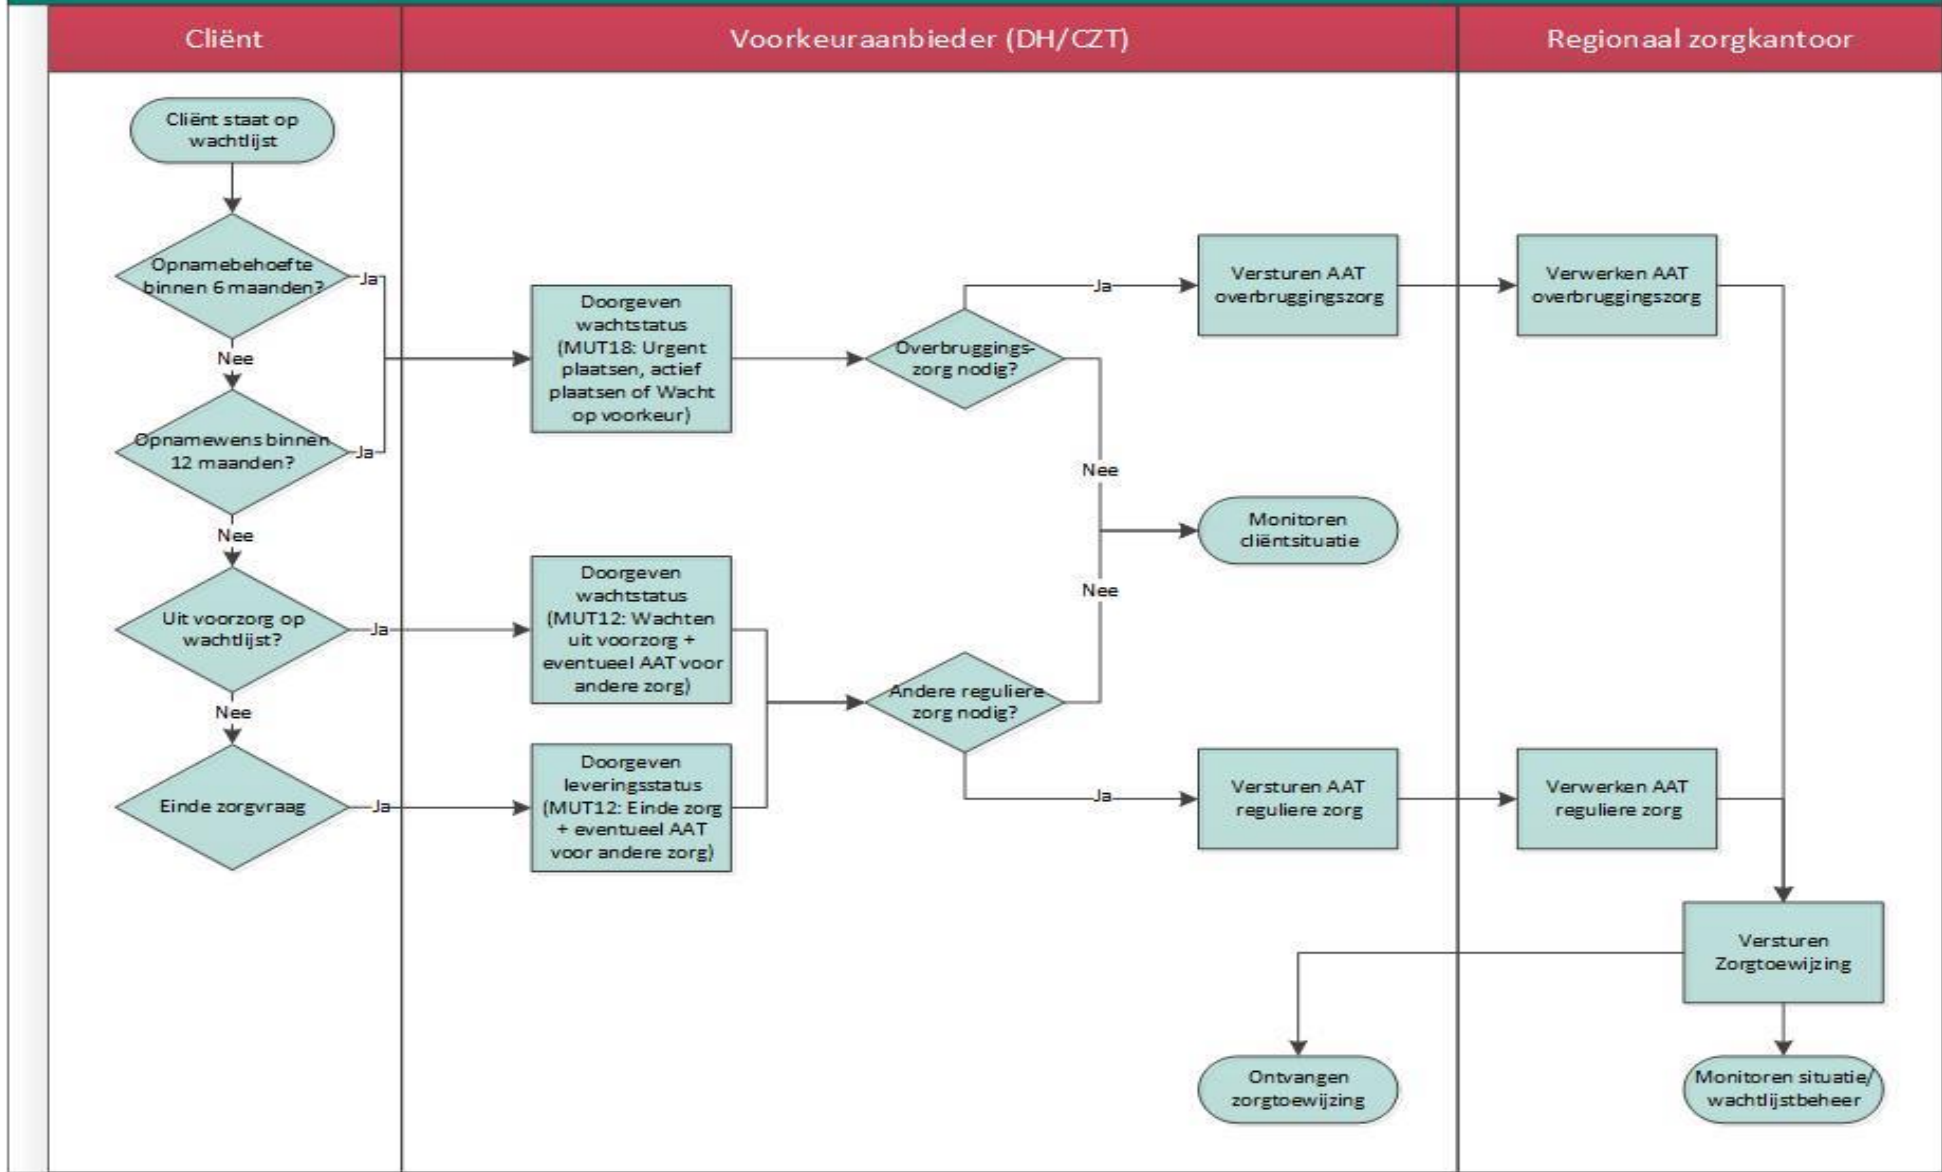 Cliënt
Voorkeuraanbieder (DH/CZT)
Regionaal zorgkantoor
Cliënt staat op
wachtlijst
Opnamebehoefte
binnen 6 maanden?
Ja
Nee
Opnamewens binnen
12 maanden?
Ja
Nee
Uit voorzorg op
wachtlijst?
Ja
Nee
Einde zorgvraag
Ja
Doorgeven
wachtstatus
(MUT18: Urgent
plaatsen, actief
plaatsen of Wacht
op voorkeur)
Doorgeven
wachtstatus
(MUT12: Wachten
uit voorzorg +
eventueel AAT voor
andere zorg)
Doorgeven
leveringsstatus
(MUT12: Einde zorg
+ eventueel AAT
voor andere zorg)
Overbruggings-
zorg nodig?
Ja
Nee
Nee
Andere reguliere
zorg nodig?
Ja
Versturen AAT
overbruggingszorg
Monitoren
cliëntsituatie
Versturen AAT
reguliere zorg
Ontvangen
zorgtoewijzing
Verwerken AAT
overbruggingszorg
Verwerken AAT
reguliere zorg
Versturen
Zorgtoewijzing
Monitoren situatie/
wachtlijstbeheer